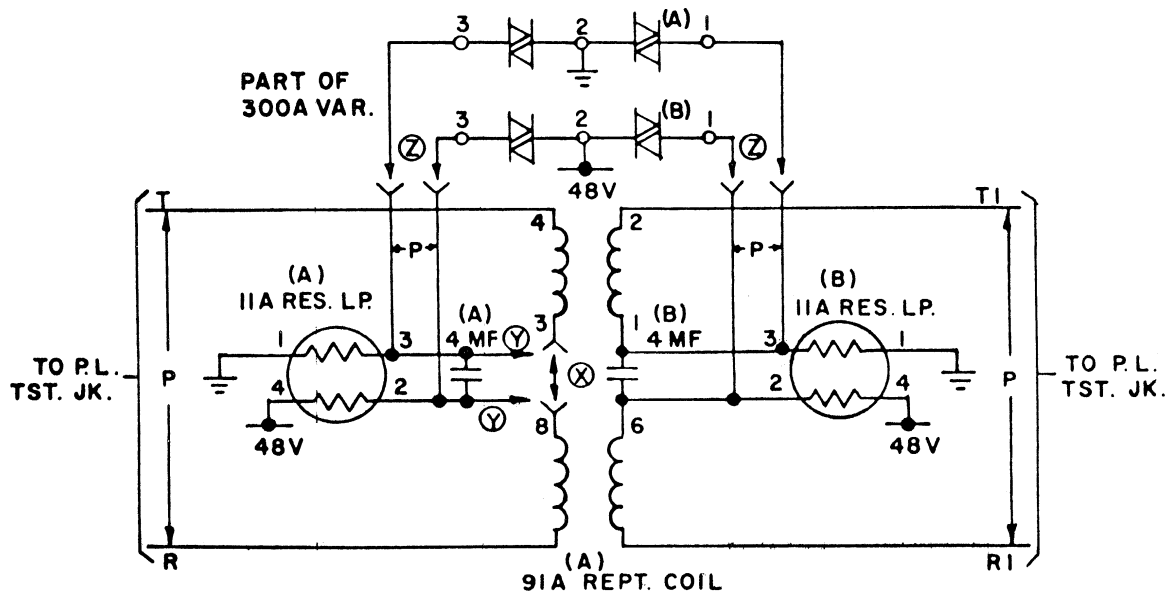 3 2 (A) 1
PART OF
300A VAR.
3 2 (B) 1
Z Z
48V
T T1
4 2
P P
(A) (B)
11A RES. LP. 11A RES. LP.
(A) (B)
1 3 4 MF Y 3 1 4 MF 3 1
TO P.L. P X P TO P.L.
TST. JK. TST. JK.
4 2 2 4
Y 8 6
48V 48V
R R1
(A)
91A REPT. COIL